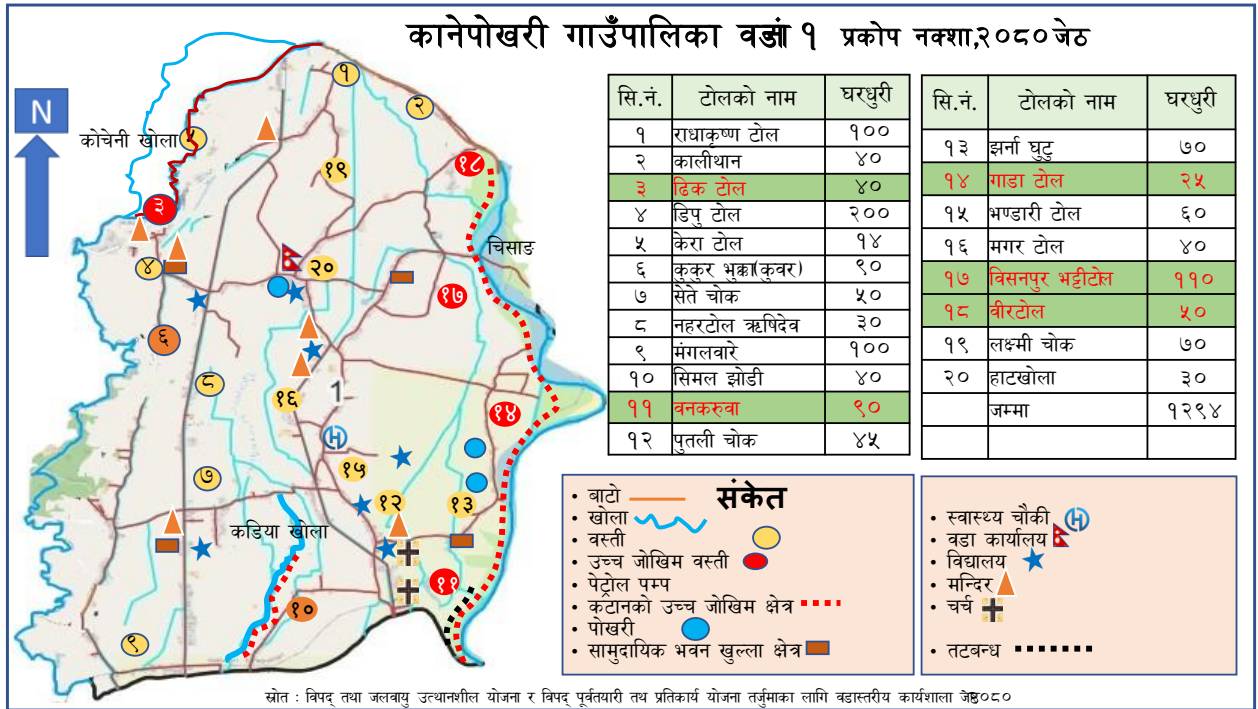 कानेपोखरी गाउँपालिका वडानं १ प्रकोप नक्शा,२०८० जेठ
N
कोचेनी खोला
चिसाङ
कडिया खोला
१
२
५
१९
१८
३
४
२०
१७
६
८
१६
1
१४
H
१५
७
१२
१३
११
१०
९
सि.नं. टोलको नाम घरधुरी
१ राधाकृष्ण टोल १००
२ कालीथान ४०
३ ढिक टोल ४०
४ डिपु टोल २००
५ केरा टोल १४
६ कुकुर भुक्का(कुवर) ९०
७ सेते चोक ५०
८ नहरटोल ऋषिदेव ३०
९ मंगलवारे १००
१० सिमल झोडी ४०
११ वनकरुवा ९०
१२ पुतली चोक ४५
सि.नं. टोलको नाम घरधुरी
१३ झर्ना घुटु ७०
१४ गाडा टोल २५
१५ भण्डारी टोल ६०
१६ मगर टोल ४०
१७ विसनपुर भट्टीटोल ११०
१८ वीरटोल ५०
१९ लक्ष्मी चोक ७०
२० हाटखोला ३०
जम्मा १२९४
संकेत
• बाटो
• खोला
• वस्ती
• उच्च जोखिम वस्ती
• पेट्रोल पम्प
• कटानको उच्च जोखिम क्षेत्र
• पोखरी
• सामुदायिक भवन खुल्ला क्षेत्र
• स्वास्थ्य चौकी H
• वडा कार्यालय
• विद्यालय
• मन्दिर
• चर्च
• तटबन्ध
स्रोत : विपद् तथा जलवायु उत्थानशील योजना र विपद् पूर्वतयारी तथ प्रतिकार्य योजना तर्जुमाका लागि वडास्तरीय कार्यशाला